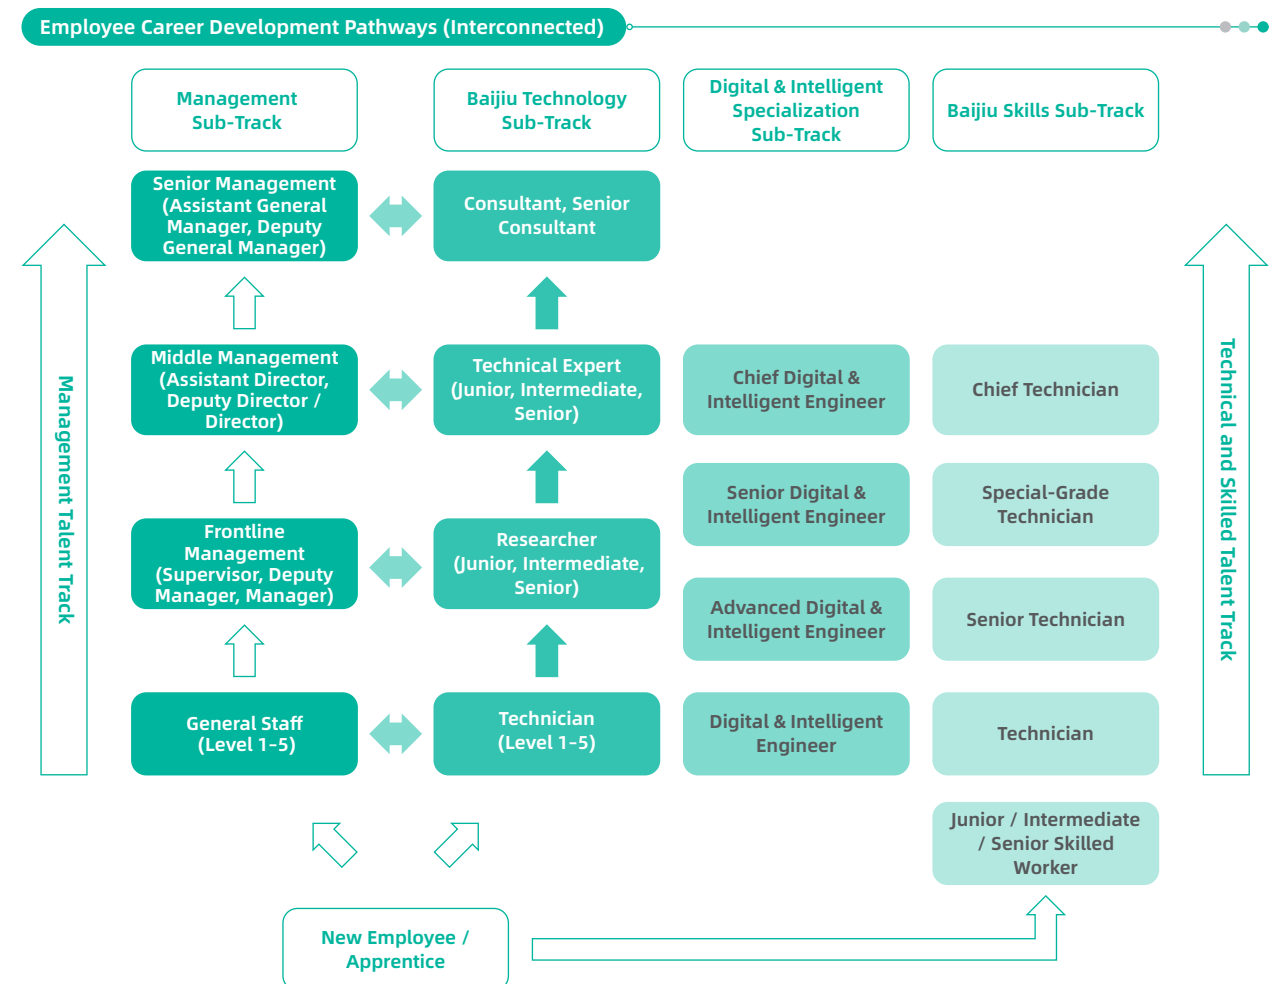 Employee Career Development Pathways (Interconnected)
Management
Sub-Track
Baijiu Technology
Sub-Track
Digital & Intelligent
Specialization
Sub-Track
Baijiu Skills Sub-Track
Management Talent Track
Senior Management
(Assistant General
Manager, Deputy
General Manager)
Consultant, Senior
Consultant
Middle Management
(Assistant Director,
Deputy Director /
Director)
Technical Expert
(Junior, Intermediate,
Senior)
Chief Digital &
Intelligent Engineer
Chief Technician
Senior Digital &
Intelligent Engineer
Special-Grade
Technician
Frontline
Management
(Supervisor, Deputy
Manager, Manager)
Researcher
(Junior, Intermediate,
Senior)
Advanced Digital &
Intelligent Engineer
Senior Technician
General Staff
(Level 1–5)
Technician
(Level 1–5)
Digital & Intelligent
Engineer
Technician
Technical and Skilled Talent Track
Junior / Intermediate
/ Senior Skilled
Worker
New Employee /
Apprentice